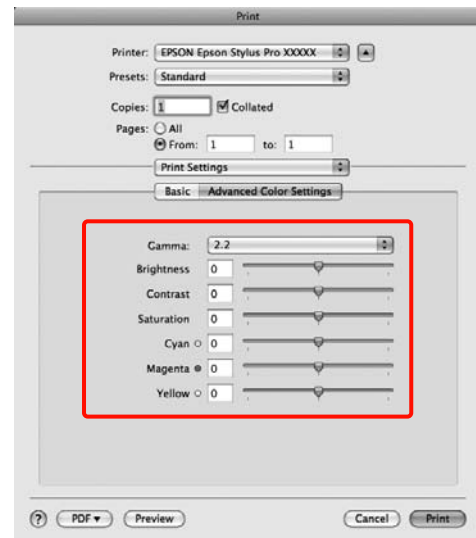 Print
Printer: EPSON Epson Stylus Pro XXXXX
Presets: Standard
Copies: 1 Collated
Pages: All
From: 1 to: 1
Print Settings
Basic Advanced Color Settings
Gamma: 2.2
Brightness 0
Contrast 0
Saturation 0
Cyan 0
Magenta 0
Yellow 0
? PDF Preview Cancel Print